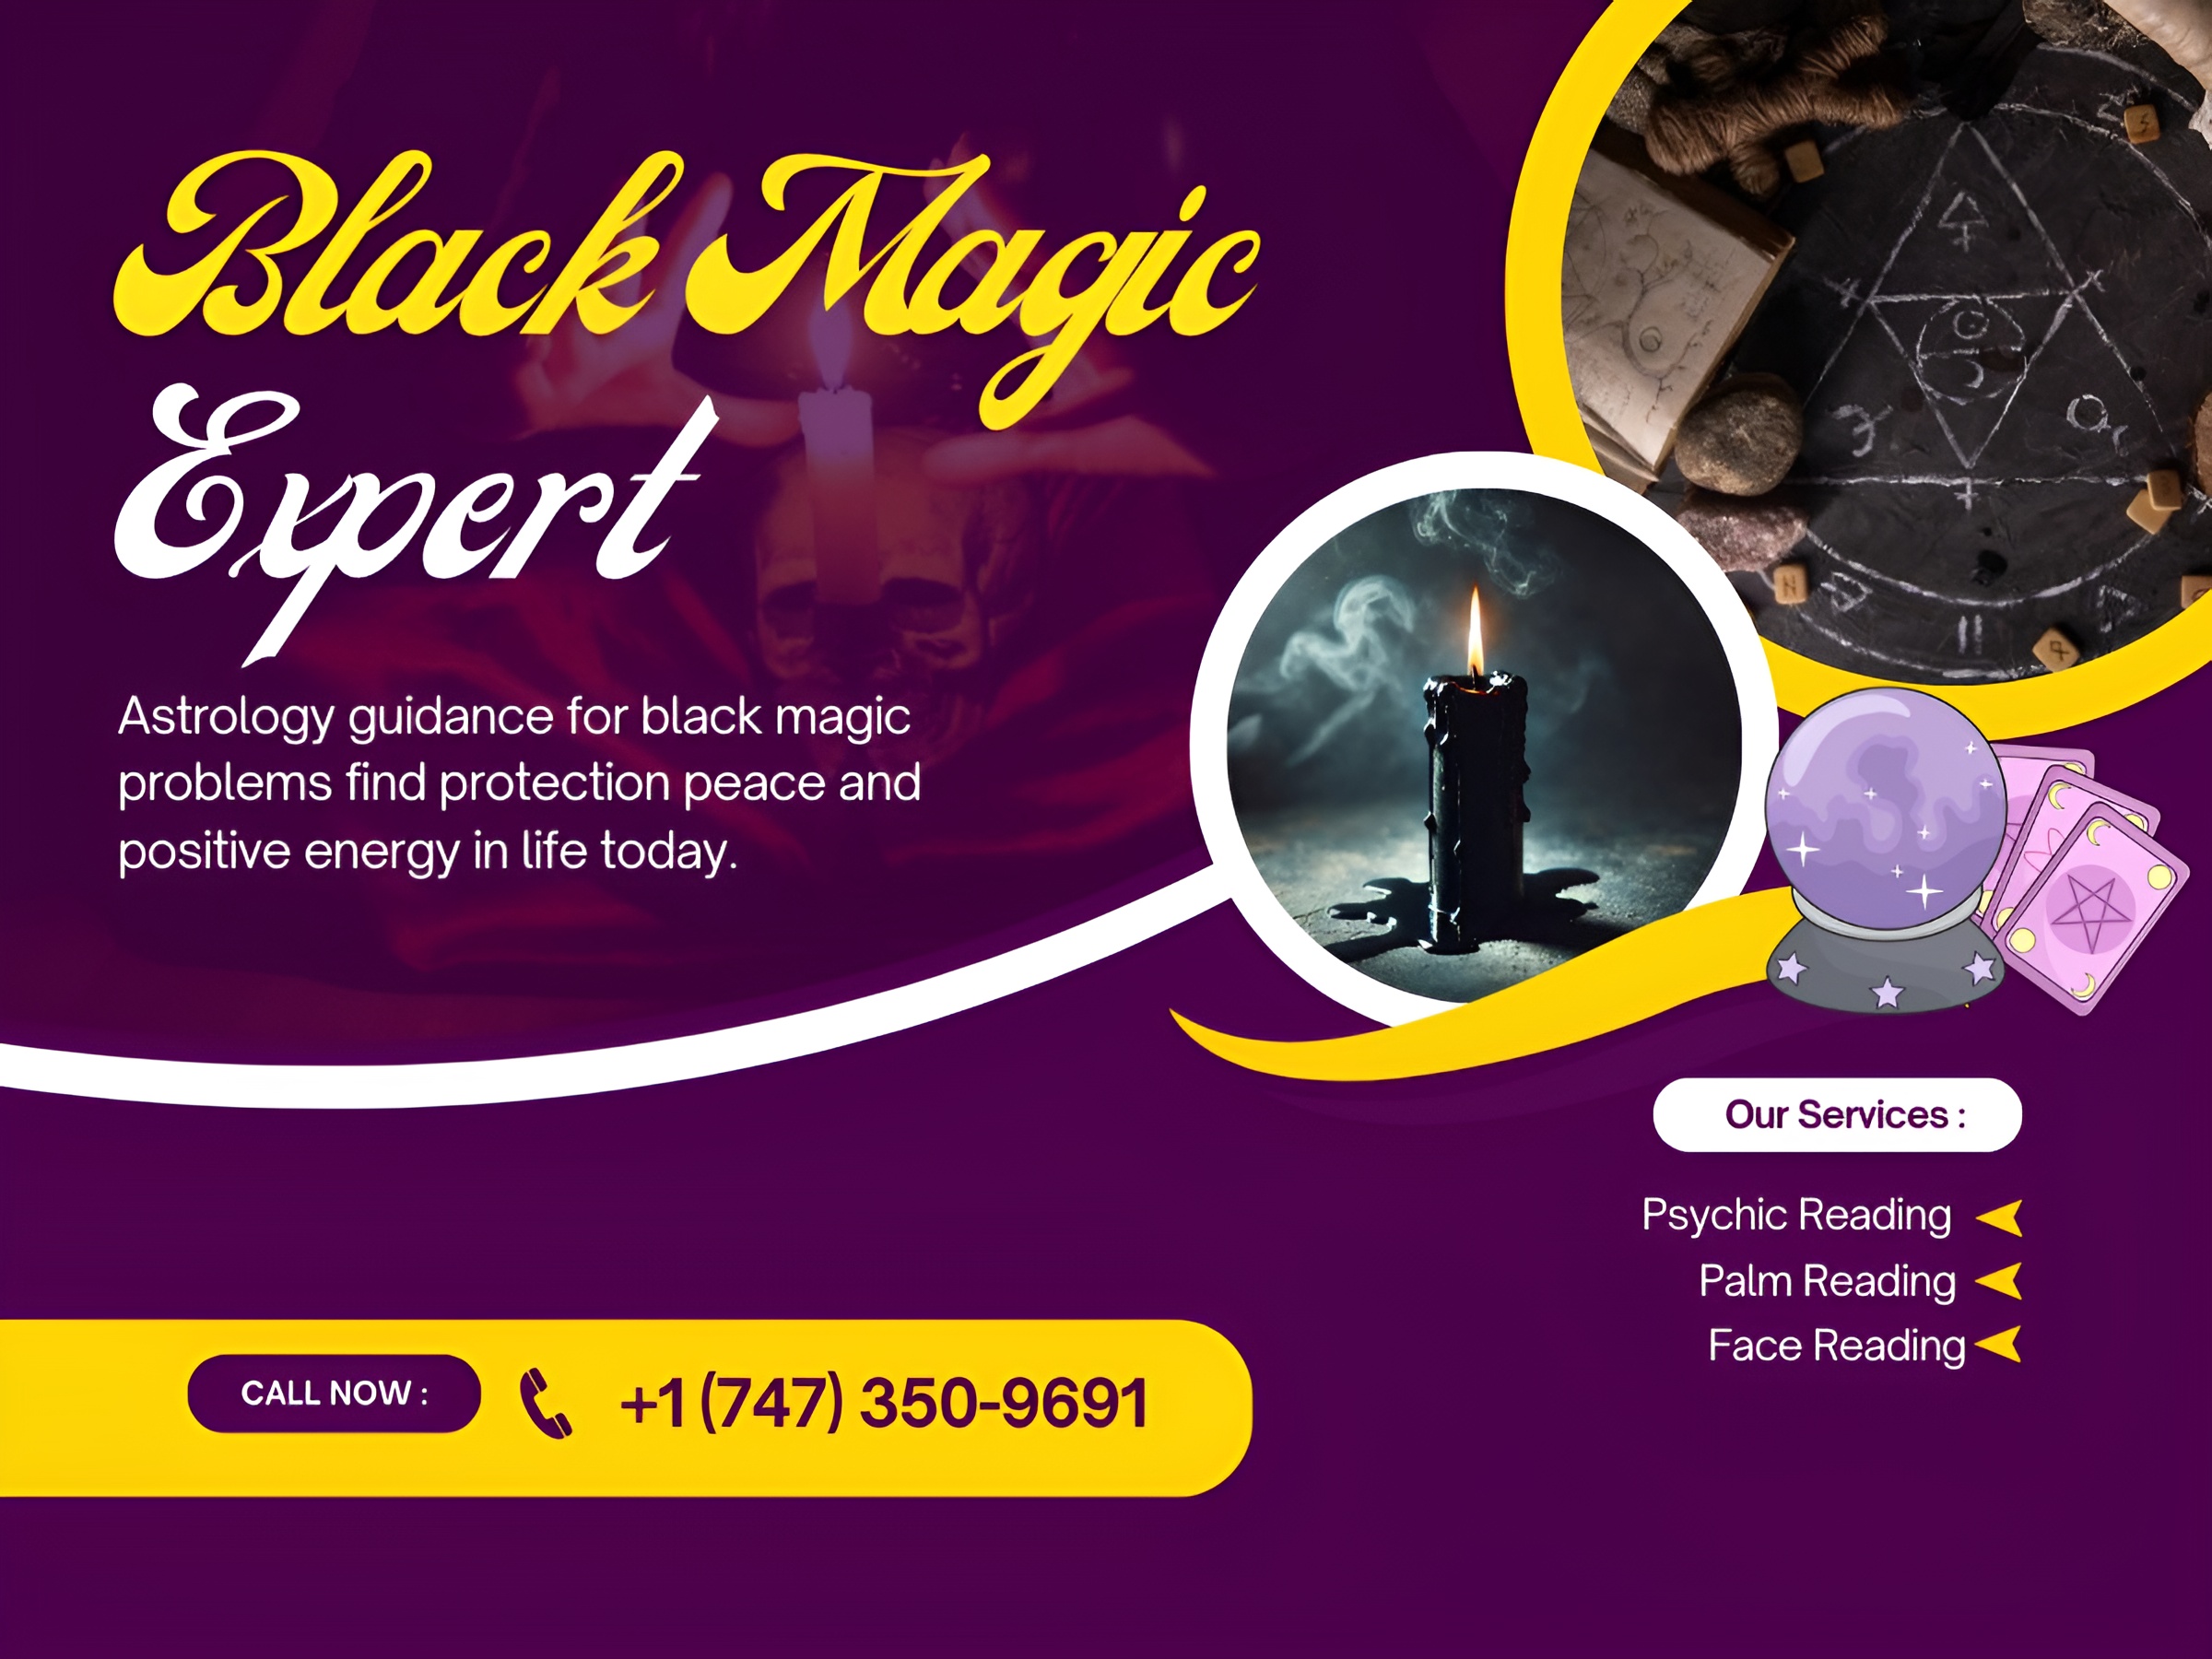 Black Magic
Expert
Astrology guidance for black magic
problems find protection peace and
positive energy in life today.
Our Services :
Psychic Reading
Palm Reading
Face Reading
CALL NOW :
+1 (747) 350-9691